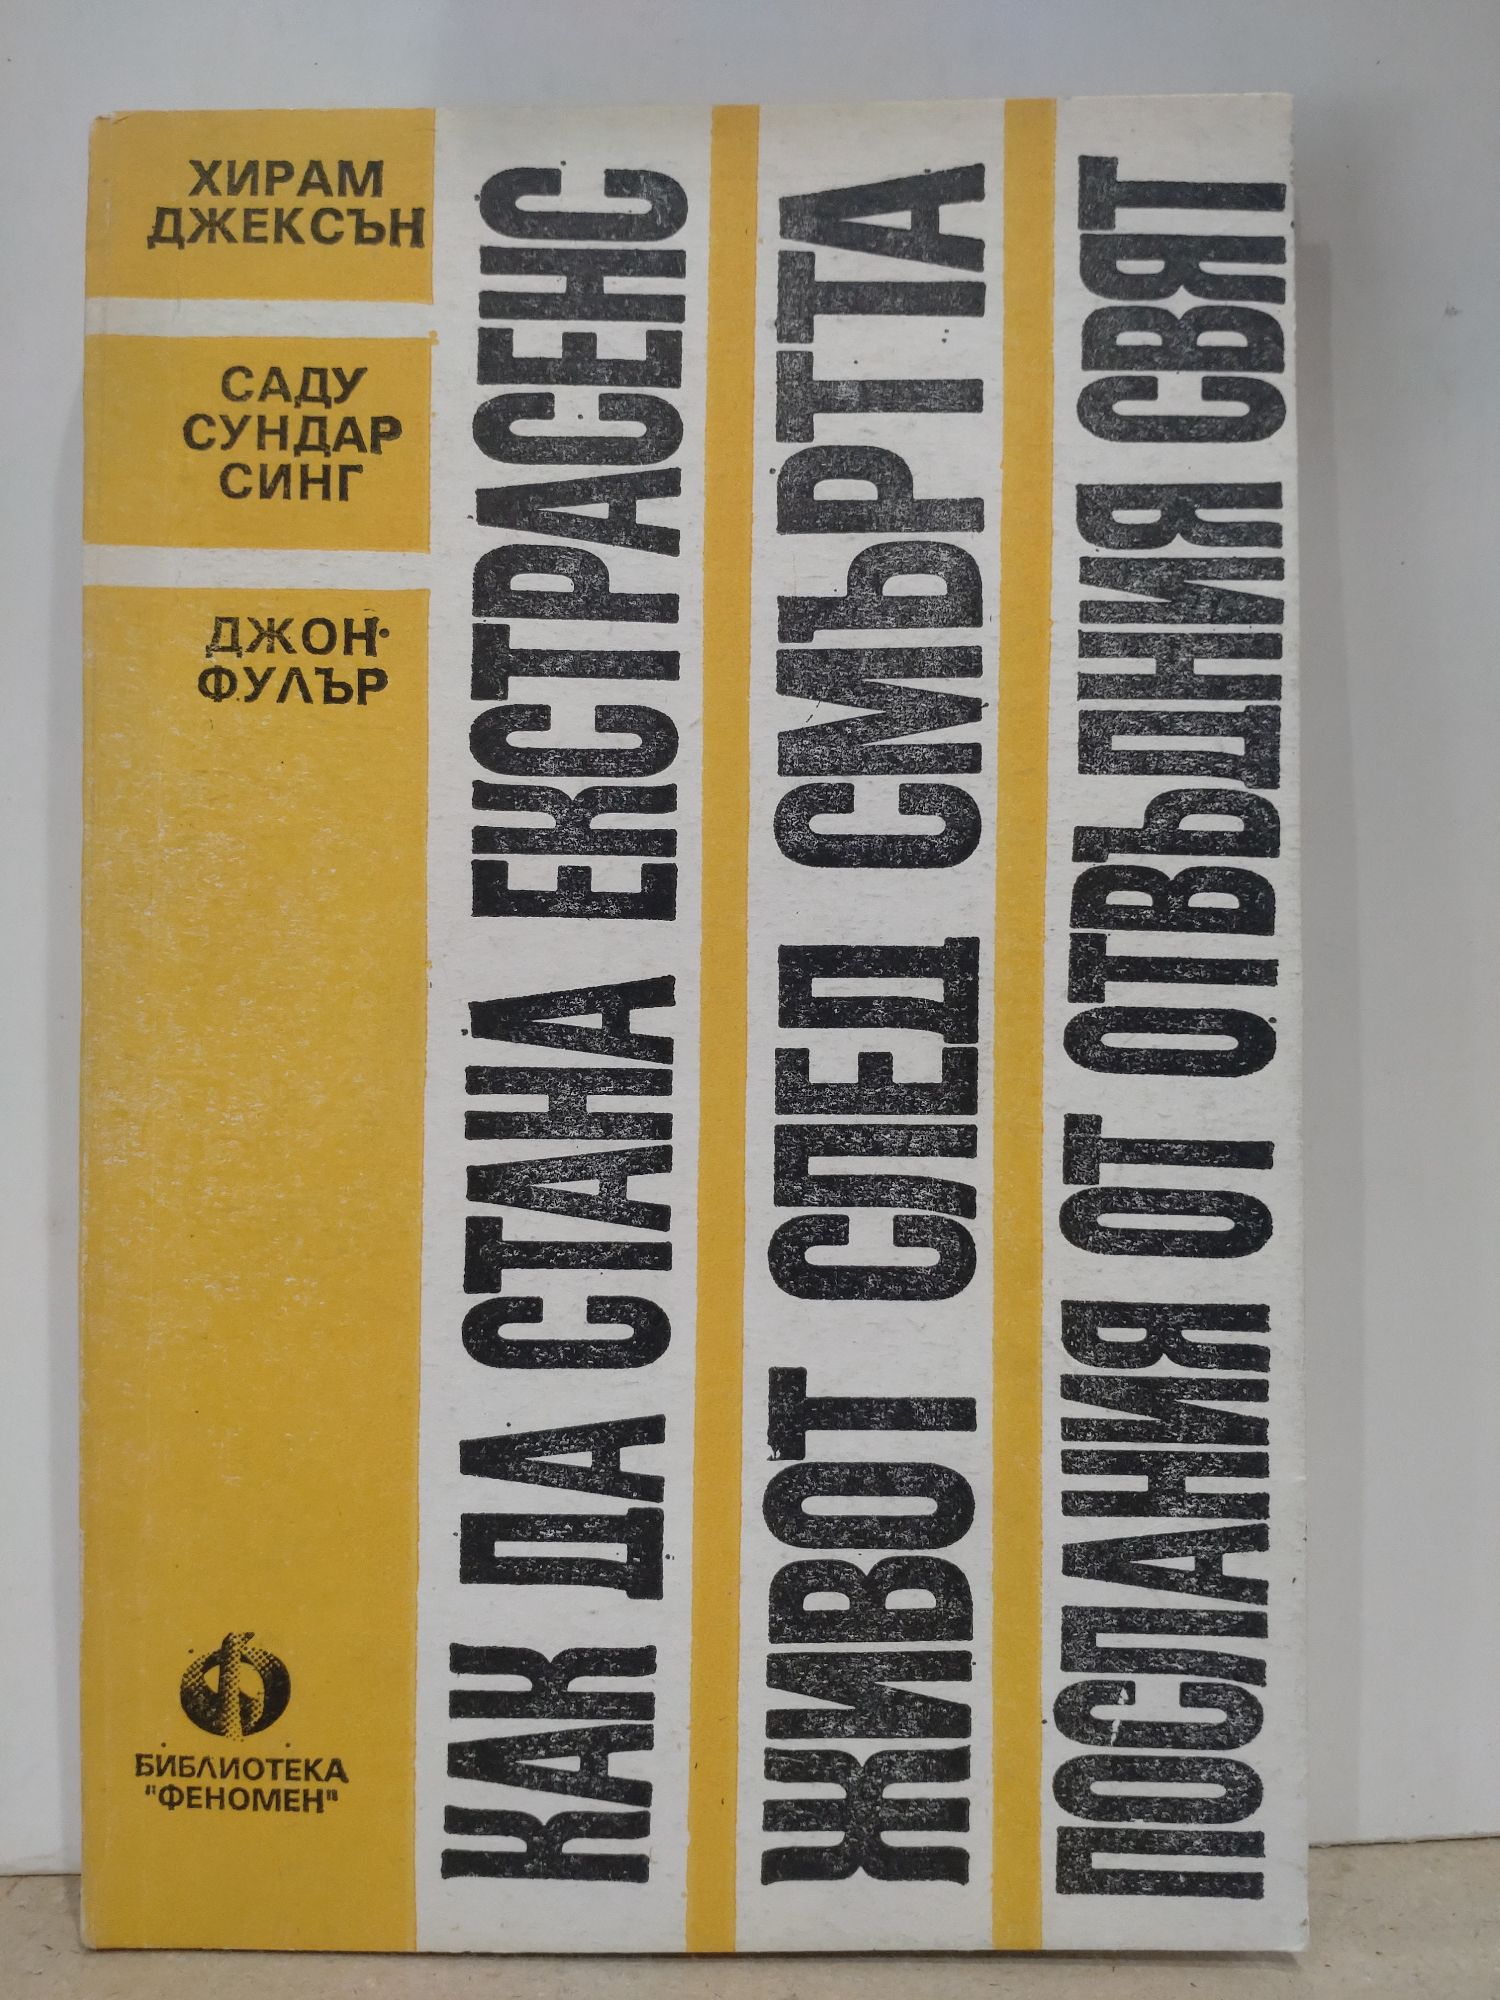 ХИРАМ
ДЖЕКСЪН
САДУ
СУНДАР
СИНГ
ДЖОН
ФУЛЪР
КАК ДА СТАНА ЕКСТРАСЕНС
ЖИВОТ СЛЕД СМЪРТТА
ПОСЛАНИЯ ОТ ОТВЪДНИЯ СВЯТ
БИБЛИОТЕКА
"ФЕНОМЕН"